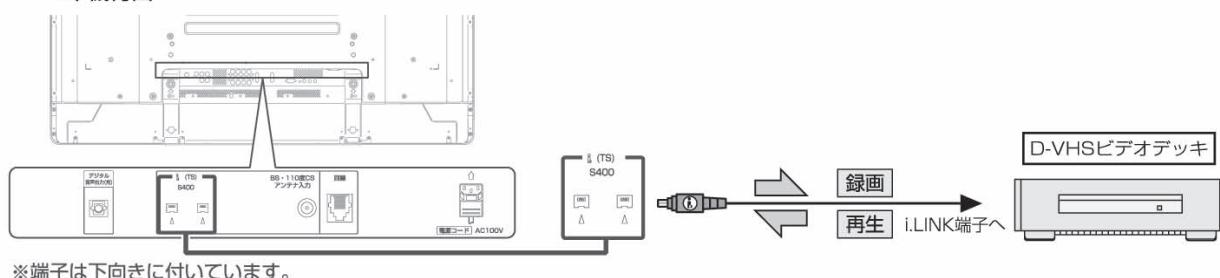 デジタル
音声出力(光)
i (TS)
S400
BS・110度CS
アンテナ入力
回線
電源コード AC100V
i (TS)
S400
録画
再生
i.LINK端子へ
D-VHSビデオデッキ
※端子は下向きに付いています。